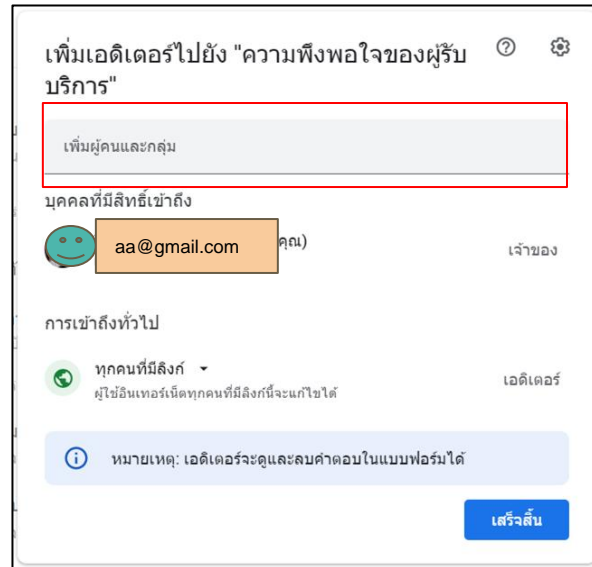 เพิ่มเอดิเตอร์ไปยัง "ความพึงพอใจของผู้รับ
บริการ"
เพิ่มผู้คนและกลุ่ม
บุคคลที่มีสิทธิ์เข้าถึง
aa@gmail.com คุณ)
เจ้าของ
การเข้าถึงทั่วไป
ทุกคนที่มีลิงก์
ผู้ใช้อินเทอร์เน็ตทุกคนที่มีลิงก์นี้จะแก้ไขได้
เอดิเตอร์
หมายเหตุ: เอดิเตอร์จะดูและลบคำตอบในแบบฟอร์มได้
เสร็จสิ้น